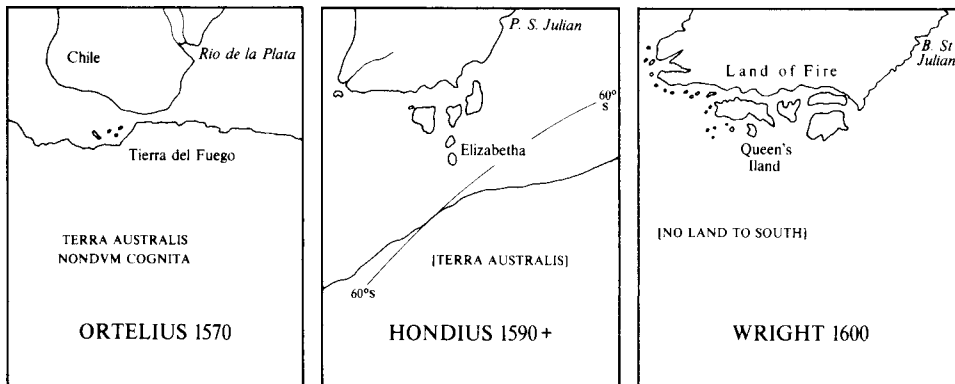 Chile
Rio de la Plata
Tierra del Fuego
TERRA AUSTRALIS
NONDVM COGNITA
ORTELIUS 1570
P. S. Julian
60°
S
Elizabetha
[TERRA AUSTRALIS]
60°S
HONDIUS 1590 +
B. St
Julian
Land of Fire
Queen's
Iland
[NO LAND TO SOUTH]
WRIGHT 1600